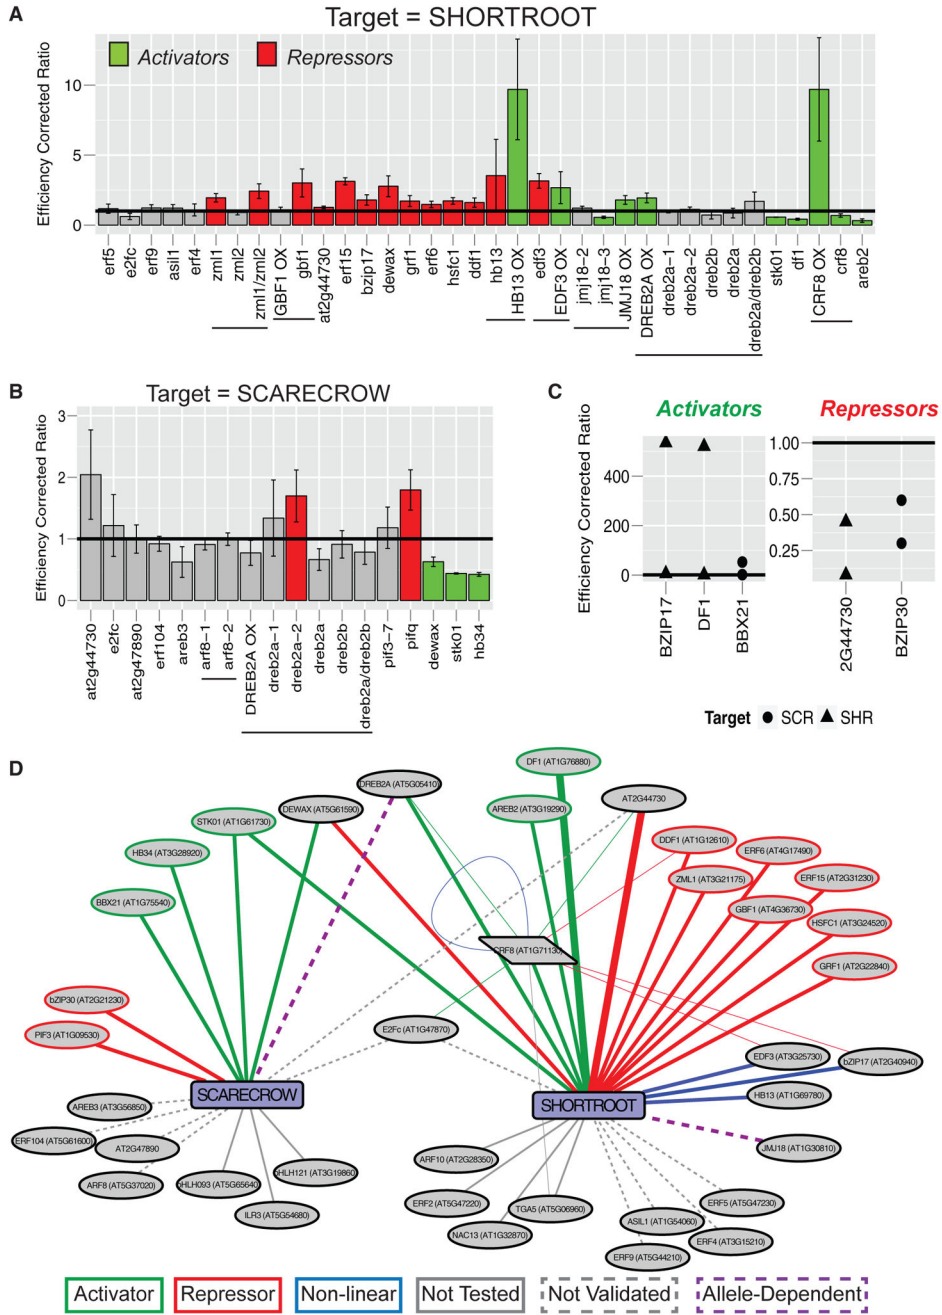 A
Target = SHORTROOT
Activators
Repressors
Efficiency Corrected Ratio
10
5
0
erf5
e2fc
erf9
asil1
erf4
zml1
zml2
zml1/zml2
GBF1 OX
gbf1
at2g44730
erf15
bzip17
dewax
grf1
erf6
hsfc1
ddf1
hb13
HB13 OX
edf3
EDF3 OX
jmj18-2
jmj18-3
JMJ18 OX
DREB2A OX
dreb2a-1
dreb2a-2
dreb2b
dreb2a
dreb2a/dreb2b
stk01
df1
CRF8 OX
crf8
areb2
B
Target = SCARECROW
Efficiency Corrected Ratio
3
2
1
0
at2g44730
e2fc
at2g47890
erf104
areb3
arf8-1
arf8-2
DREB2A OX
dreb2a-1
dreb2a-2
dreb2a
dreb2b
dreb2a/dreb2b
pif3-7
pifq
dewax
stk01
hb34
C
Activators
Repressors
Efficiency Corrected Ratio
400
200
0
1.00
0.75
0.50
0.25
BZIP17
DF1
BBX21
2G44730
BZIP30
Target SCR SHR
D
DF1 (AT1G76880)
DREB2A (AT5G05410)
AT2G44730
DEWAX (AT5G61590)
AREB2 (AT3G19290)
STK01 (AT1G61730)
DDF1 (AT1G12610)
ERF6 (AT4G17490)
HB34 (AT3G28920)
ZML1 (AT3G21175)
ERF15 (AT2G31230)
BBX21 (AT1G75540)
GBF1 (AT4G36730)
HSFC1 (AT3G24520)
CRF8 (AT1G71130)
GRF1 (AT2G22840)
bZIP30 (AT2G21230)
PIF3 (AT1G09530)
E2Fc (AT1G47870)
EDF3 (AT3G25730)
bZIP17 (AT2G40940)
SCARECROW
SHORTROOT
HB13 (AT1G69780)
AREB3 (AT3G56850)
ERF104 (AT5G61600)
AT2G47890
JMJ18 (AT1G30810)
ARF10 (AT2G28350)
bHLH121 (AT3G19860)
ARF8 (AT5G37020)
bHLH093 (AT5G65640)
ILR3 (AT5G54680)
ERF2 (AT5G47220)
TGA5 (AT5G06960)
ERF5 (AT5G47230)
NAC13 (AT1G32870)
ASIL1 (AT1G54060)
ERF4 (AT3G15210)
ERF9 (AT5G44210)
Activator
Repressor
Non-linear
Not Tested
Not Validated
Allele-Dependent